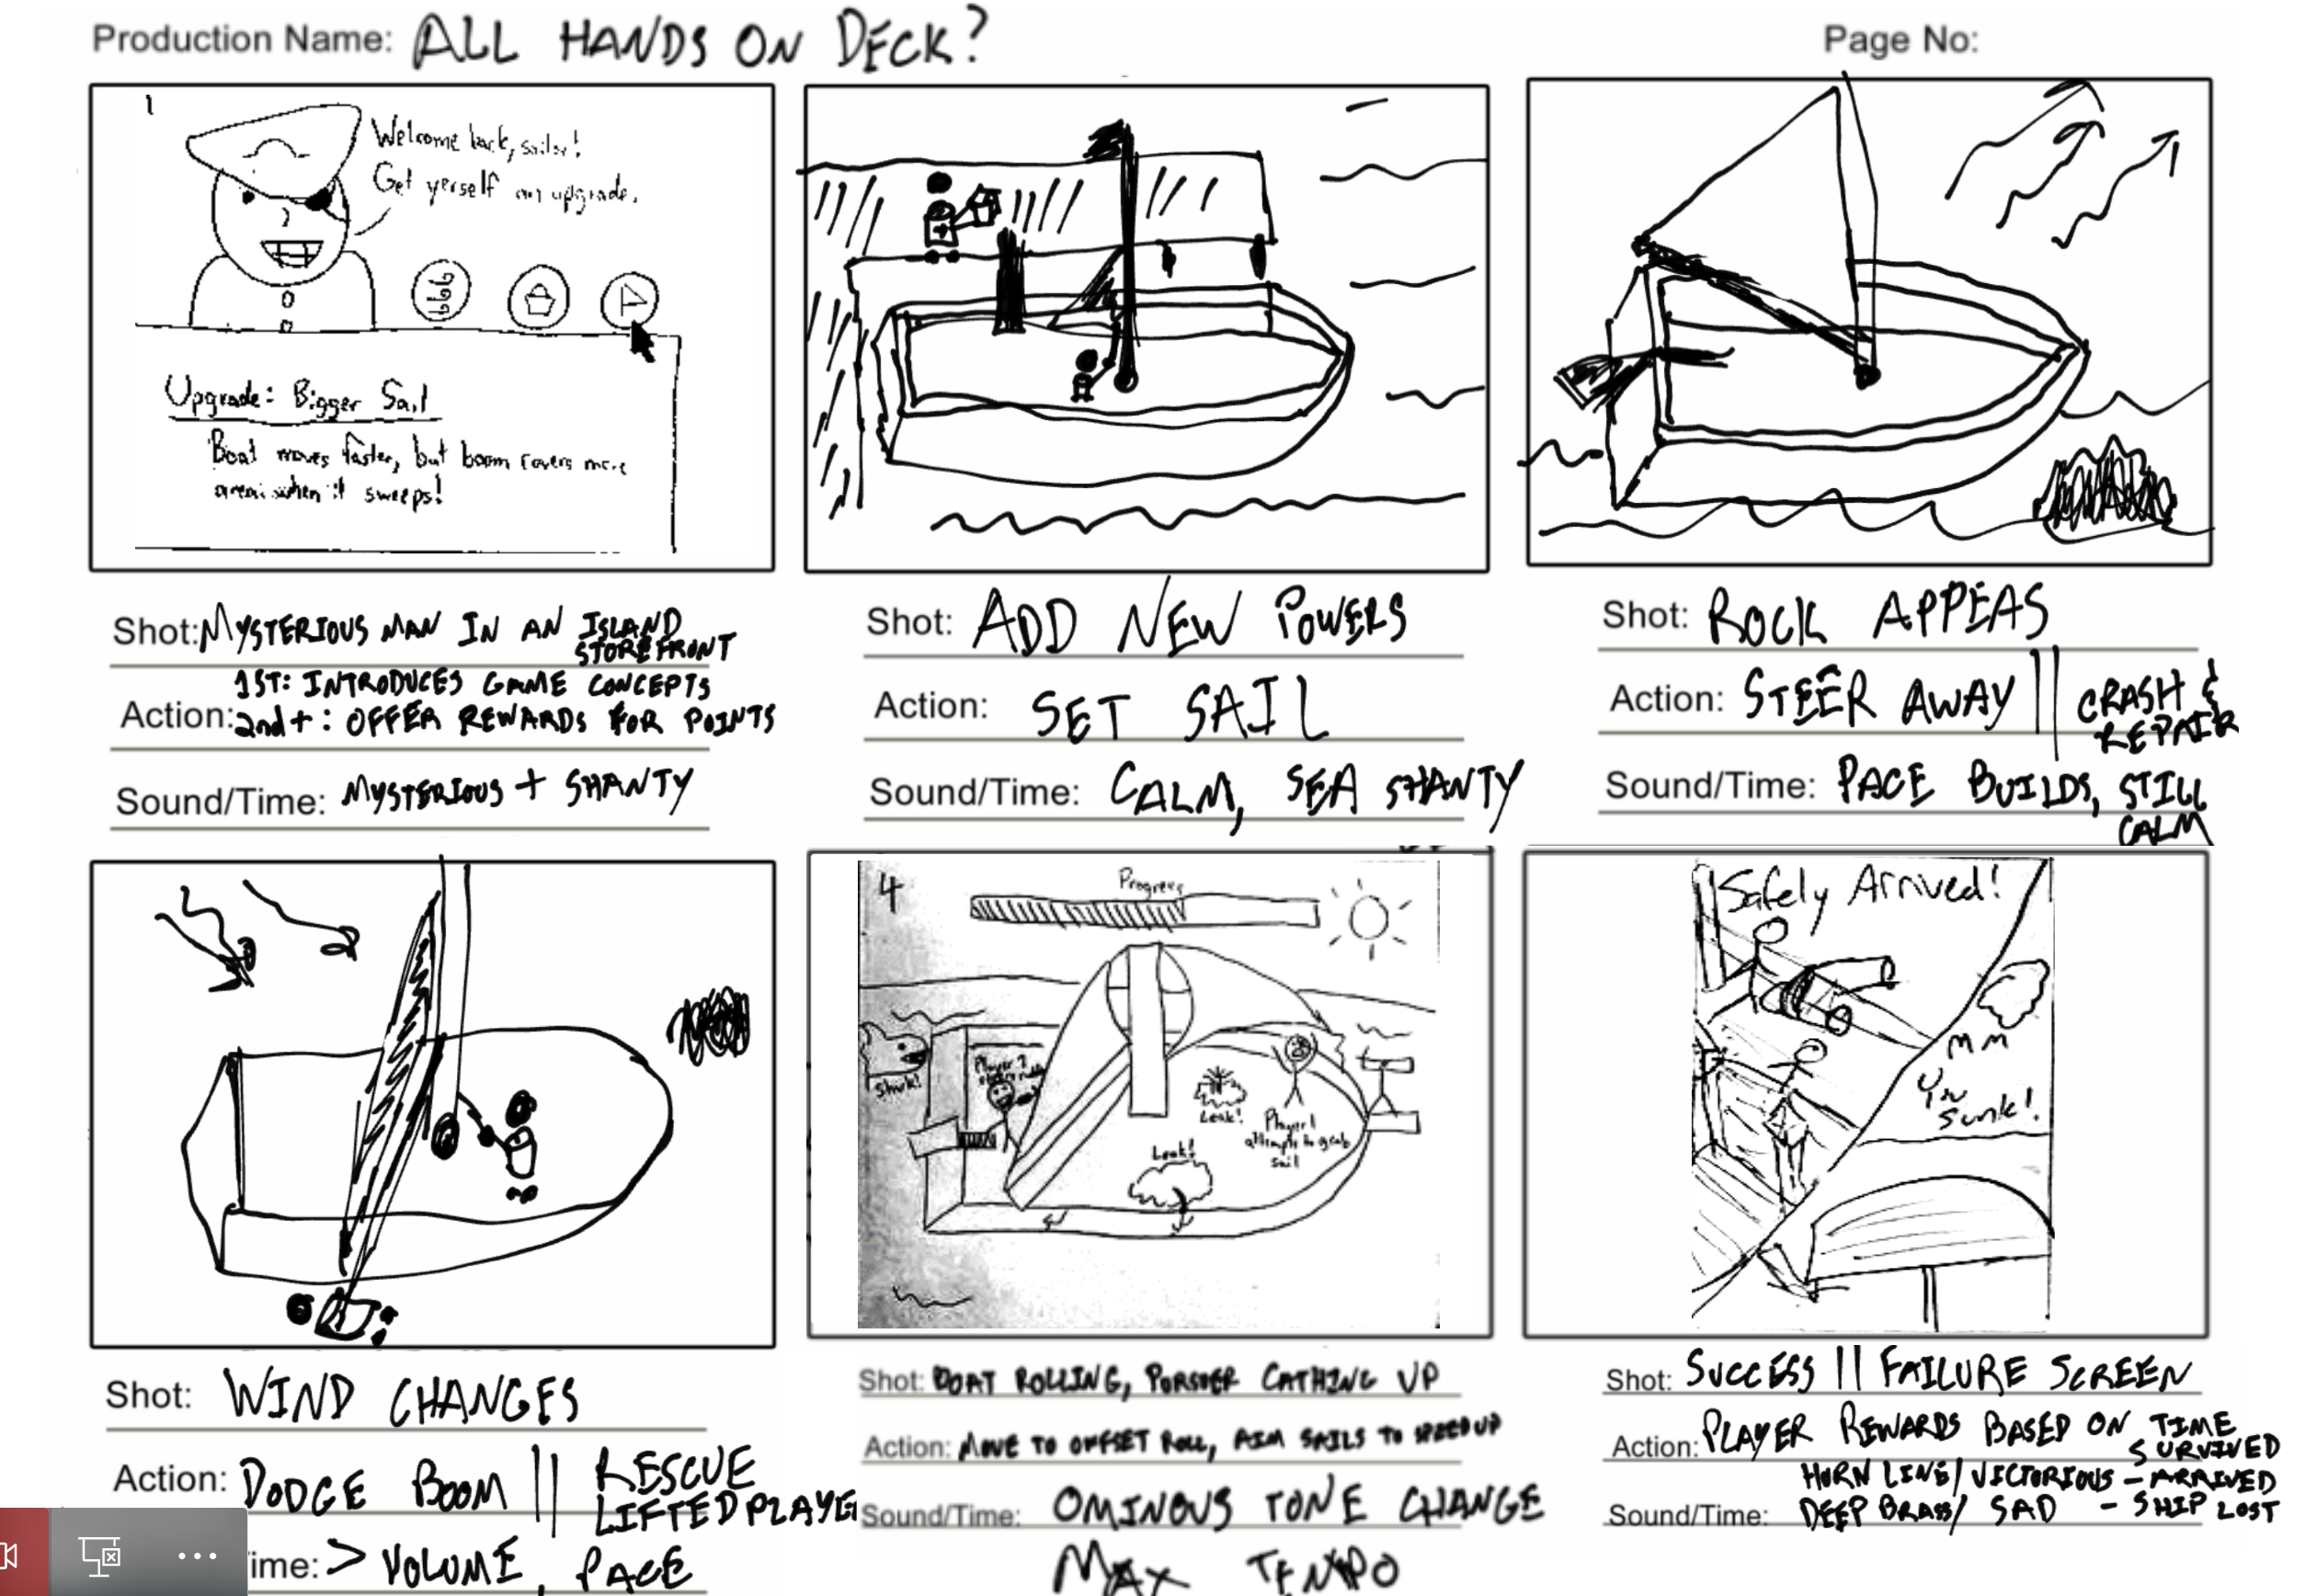 Production Name: ALL HANDS ON DECK?
Page No:
1
Welcome back, sailor!
Get yerself an upgrade.
Upgrade: Bigger Sail
Boat moves faster, but boom covers more
area when it sweeps!
Shot: MYSTERIOUS MAN IN AN ISLAND
STOREFRONT
Action: 1ST: INTRODUCES GAME CONCEPTS
2nd+: OFFER REWARDS FOR POINTS
Sound/Time: MYSTERIOUS + SHANTY
Shot: ADD NEW POWERS
Action: SET SAIL
Sound/Time: CALM, SEA SHANTY
Shot: ROCK APPEAS
Action: STEER AWAY || CRASH &
REPAIR
Sound/Time: PACE BUILDS, STILL
CALM
Shot: WIND CHANGES
Action: DODGE BOOM || RESCUE
LIFTED PLAYER
ime: > VOLUME, PACE
4
Progress
Shark!
Player 2
Leak!
Player 1
attempts to grab
sail
Leak!
Shot: BOAT ROLLING, PURSUER CATHING UP
Action: MOVE TO OFFSET ROLL, AIM SAILS TO SPEED UP
Sound/Time: OMINOUS TONE CHANGE
MAX TEMPO
Safely Arrived!
Yr
Sunk!
Shot: SUCCESS || FAILURE SCREEN
Action: PLAYER REWARDS BASED ON TIME
SURVIVED
HORN LINE/VICTORIOUS - ARRIVED
Sound/Time: DEEP BRASS/ SAD - SHIP LOST